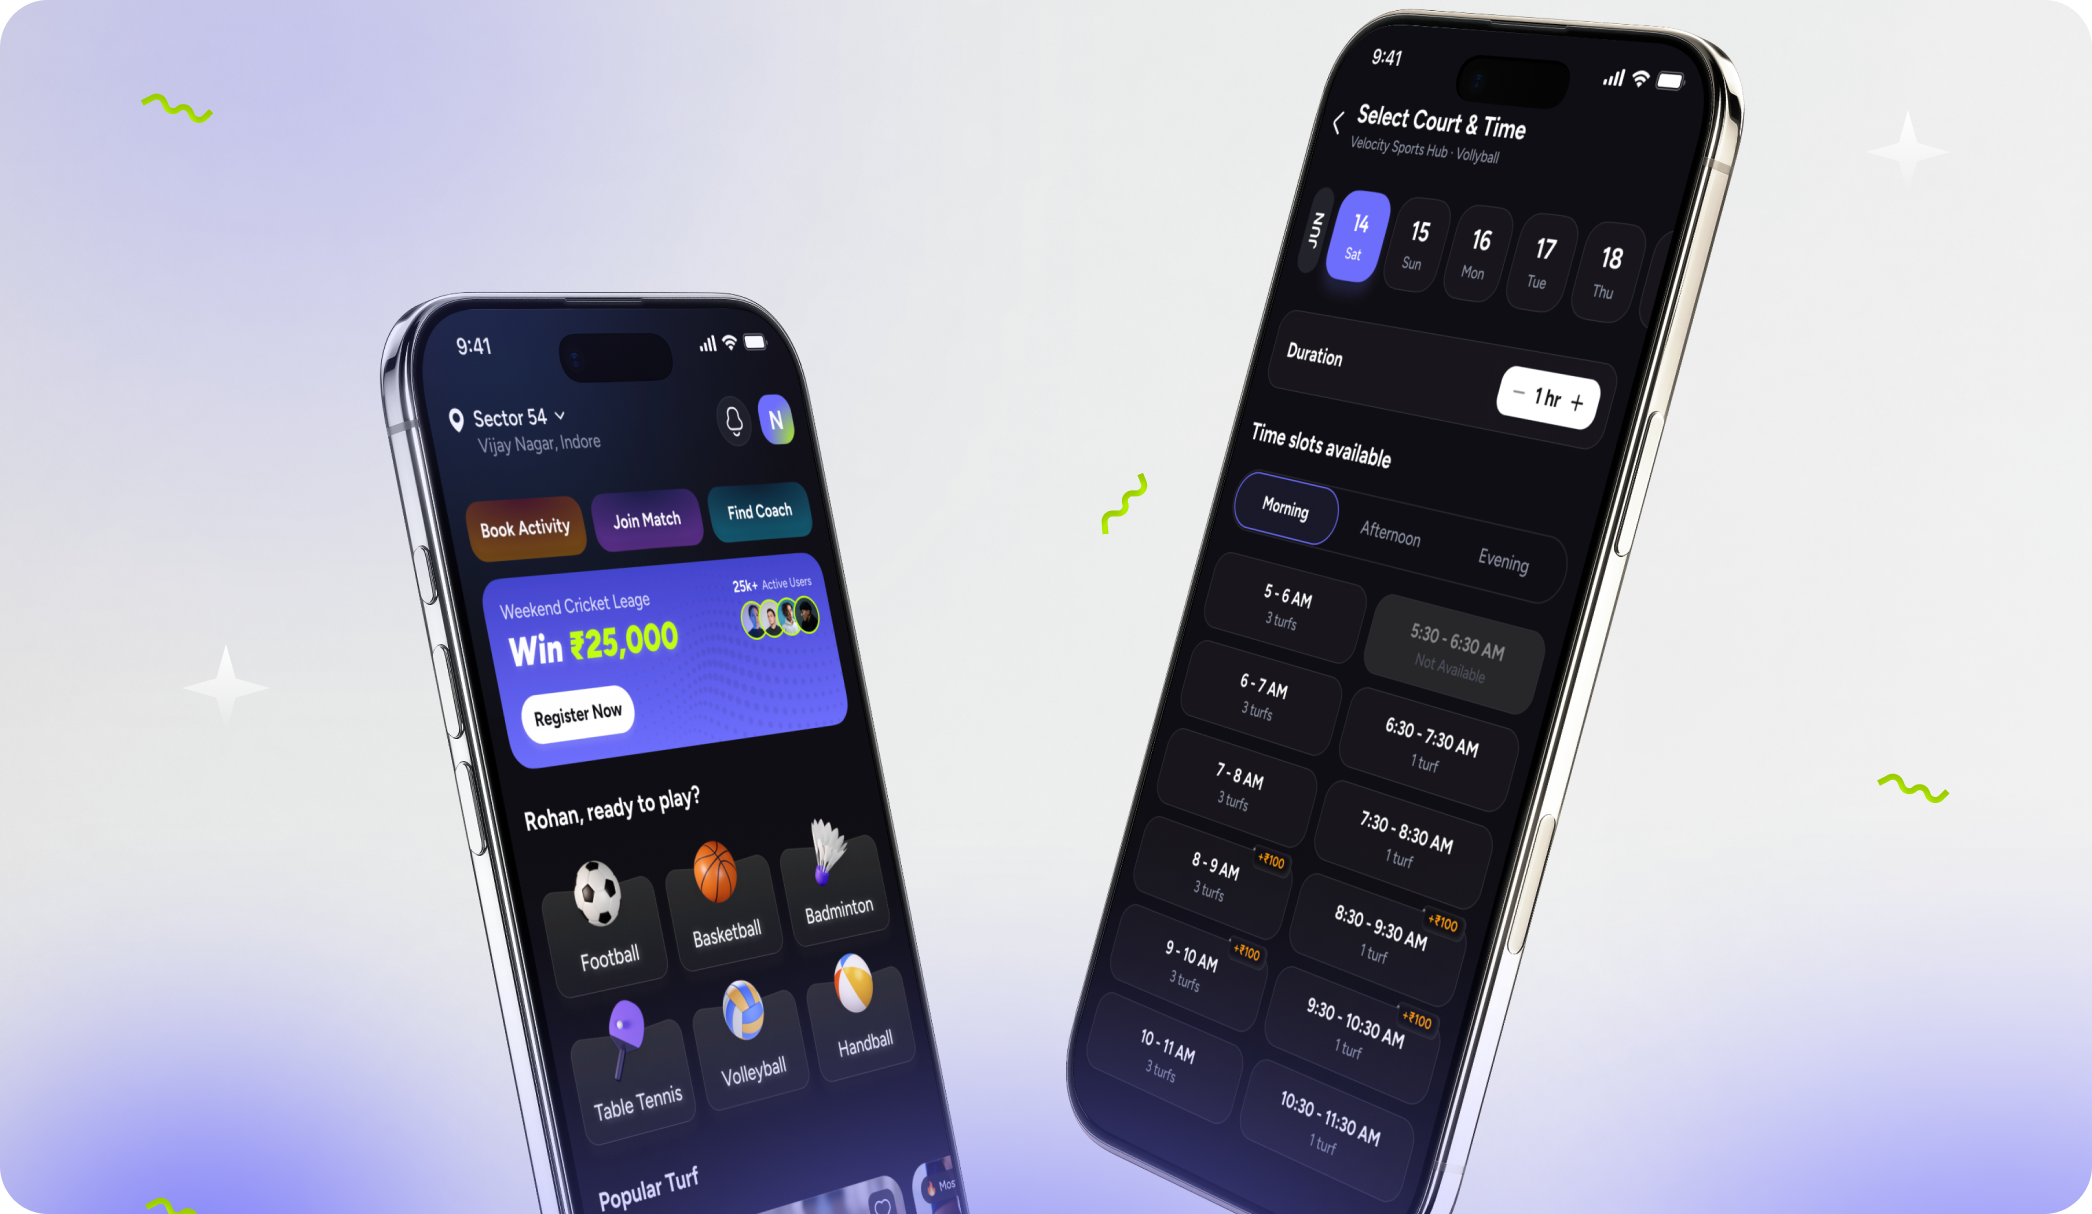 9:41
Sector 54
Vijay Nagar, Indore
N
Book Activity
Join Match
Find Coach
Weekend Cricket Leage
25k+ Active Users
Win ₹25,000
Register Now
Rohan, ready to play?
Football
Basketball
Badminton
Table Tennis
Volleyball
Handball
Popular Turf
Mos
9:41
Select Court & Time
Velocity Sports Hub · Vollyball
JUN
14
Sat
15
Sun
16
Mon
17
Tue
18
Thu
Duration
− 1 hr +
Time slots available
Morning
Afternoon
Evening
5 - 6 AM
3 turfs
5:30 - 6:30 AM
Not Available
6 - 7 AM
3 turfs
6:30 - 7:30 AM
1 turf
7 - 8 AM
3 turfs
7:30 - 8:30 AM
1 turf
+₹100
8 - 9 AM
3 turfs
+₹100
8:30 - 9:30 AM
1 turf
+₹100
9 - 10 AM
3 turfs
+₹100
9:30 - 10:30 AM
1 turf
10 - 11 AM
3 turfs
10:30 - 11:30 AM
1 turf